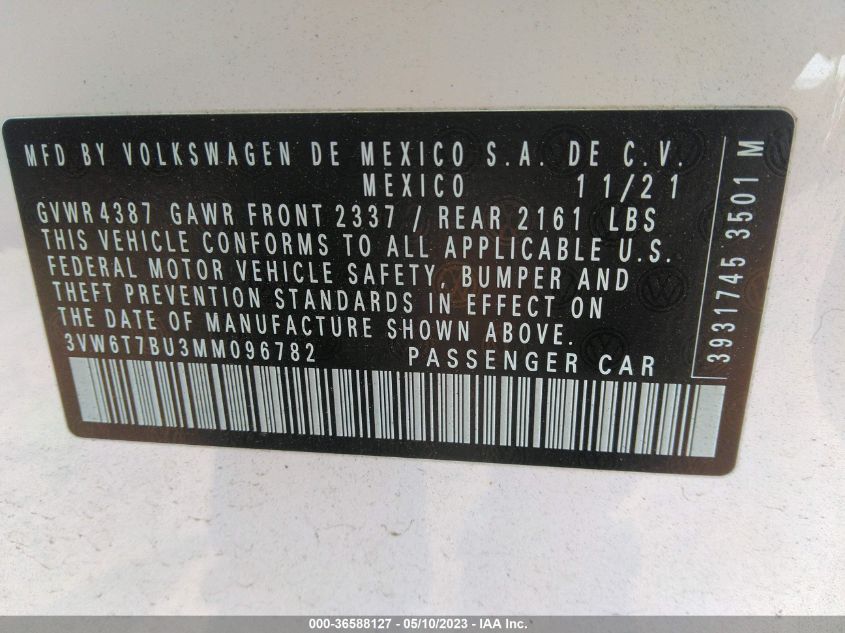 MFD BY VOLKSWAGEN DE MEXICO S.A. DE C.V.
MEXICO 11/21
GVWR 4387 GAWR FRONT 2337 / REAR 2161 LBS
THIS VEHICLE CONFORMS TO ALL APPLICABLE U.S.
FEDERAL MOTOR VEHICLE SAFETY, BUMPER AND
THEFT PREVENTION STANDARDS IN EFFECT ON
THE DATE OF MANUFACTURE SHOWN ABOVE.
3VW6T7BU3MM096782 PASSENGER CAR
3931745 3501 M
000-36588127 - 05/10/2023 - IAA Inc.